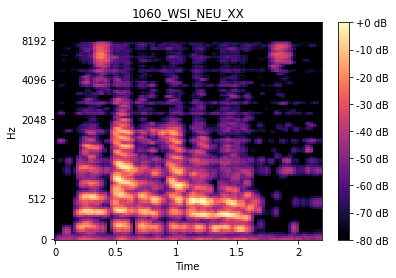 1060_WSI_NEU_XX
8192
4096
2048
1024
512
0
Hz
0
0.5
1
1.5
2
Time
+0 dB
-10 dB
-20 dB
-30 dB
-40 dB
-50 dB
-60 dB
-70 dB
-80 dB